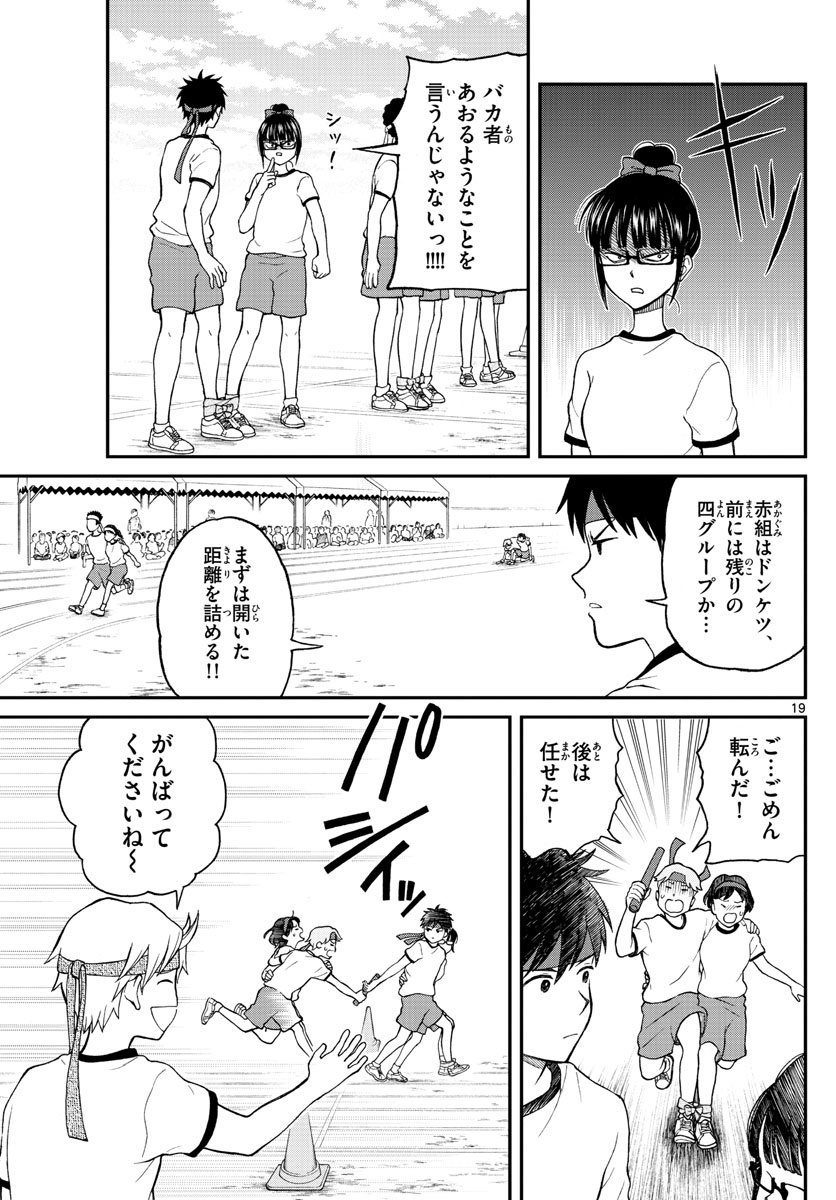 バカ者
あおるようなことを
言うんじゃないっ
!!!!
シッ!
赤組はドンケツ、
前には残りの
四グループか…
まずは開いた
距離を詰める!!
19
ご…ごめん
転んだ!
後は
任せた!
パシィッ
がんばって
くださいね〜